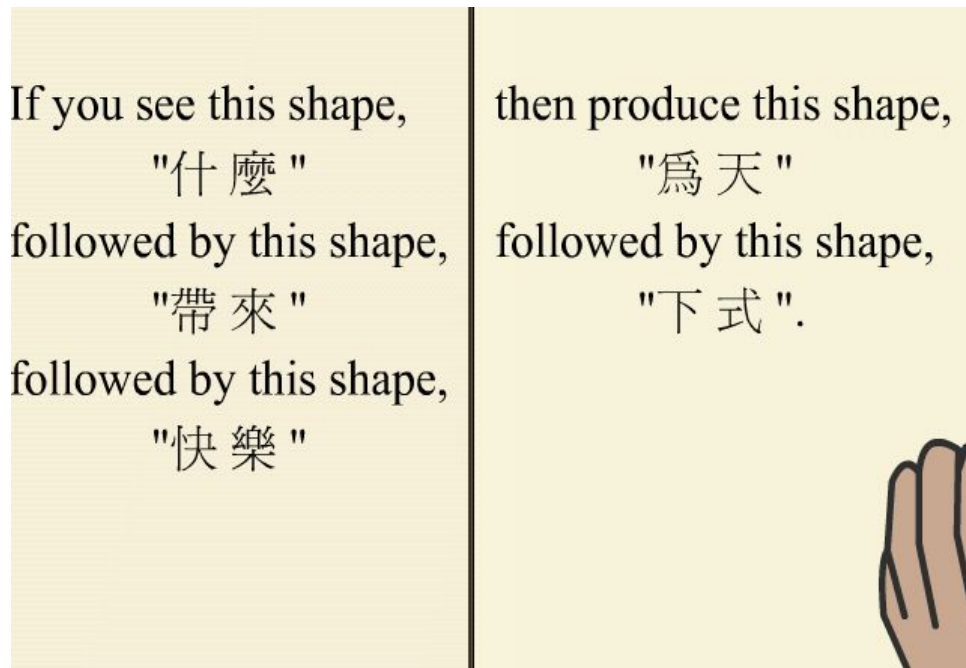 If you see this shape,
"什 麼 "
followed by this shape,
"帶 來 "
followed by this shape,
"快 樂 "
then produce this shape,
"爲 天 "
followed by this shape,
"下 式 ".